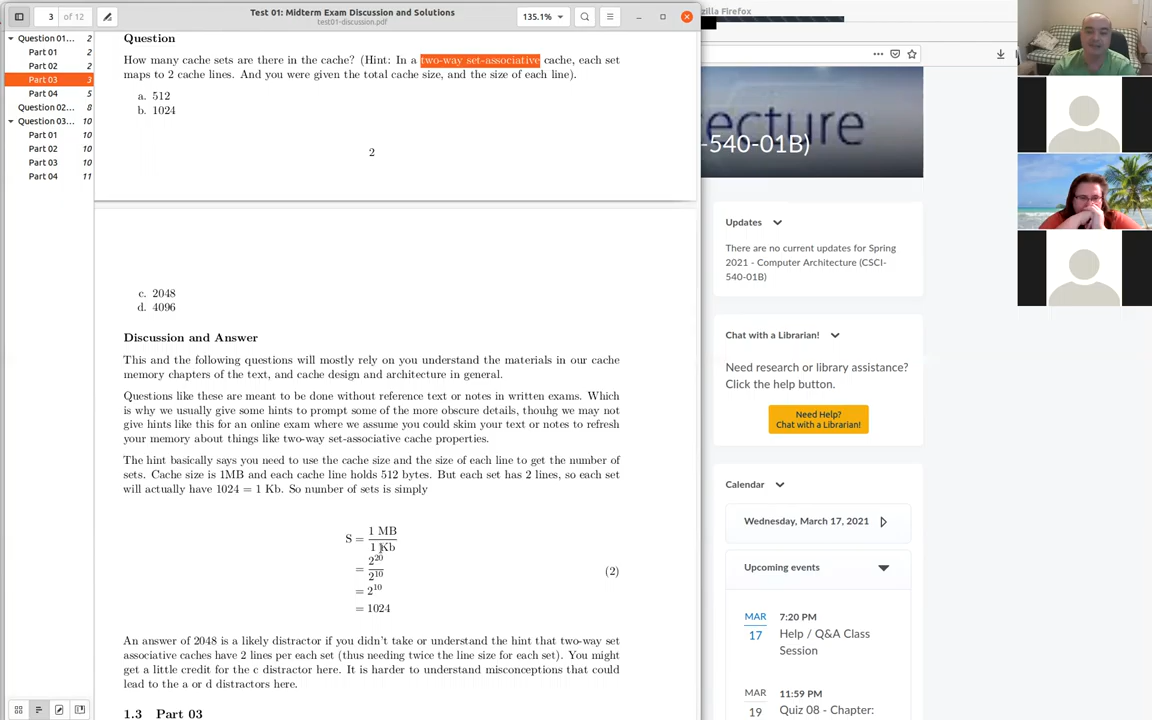 3
of 12
Test 01: Midterm Exam Discussion and Solutions
test01-discussion.pdf
135.1%
zilla Firefox
Question 01... 2
Part 01 2
Part 02 2
Part 03 3
Part 04 5
Question 02... 8
Question 03... 10
Part 01 10
Part 02 10
Part 03 10
Part 04 11
Question
How many cache sets are there in the cache? (Hint: In a two-way set-associative cache, each set
maps to 2 cache lines. And you were given the total cache size, and the size of each line).
a. 512
b. 1024
2
c. 2048
d. 4096
Discussion and Answer
This and the following questions will mostly rely on you understand the materials in our cache
memory chapters of the text, and cache design and architecture in general.
Questions like these are meant to be done without reference text or notes in written exams. Which
is why we usually give some hints to prompt some of the more obscure details, thouhg we may not
give hints like this for an online exam where we assume you could skim your text or notes to refresh
your memory about things like two-way set-associative cache properties.
The hint basically says you need to use the cache size and the size of each line to get the number of
sets. Cache size is 1MB and each cache line holds 512 bytes. But each set has 2 lines, so each set
will actually have 1024 = 1 Kb. So number of sets is simply
S = 1 MB / 1 Kb
= 2^20 / 2^10
(2)
= 2^10
= 1024
An answer of 2048 is a likely distractor if you didn't take or understand the hint that two-way set
associative caches have 2 lines per each set (thus needing twice the line size for each set). You might
get a little credit for the c distractor here. It is harder to understand misconceptions that could
lead to the a or d distractors here.
1.3 Part 03
ecture
-540-01B)
Updates
There are no current updates for Spring
2021 - Computer Architecture (CSCI-
540-01B)
Chat with a Librarian!
Need research or library assistance?
Click the help button.
Need Help?
Chat with a Librarian!
Calendar
Wednesday, March 17, 2021
Upcoming events
MAR
17
7:20 PM
Help / Q&A Class
Session
MAR
19
11:59 PM
Quiz 08 - Chapter: